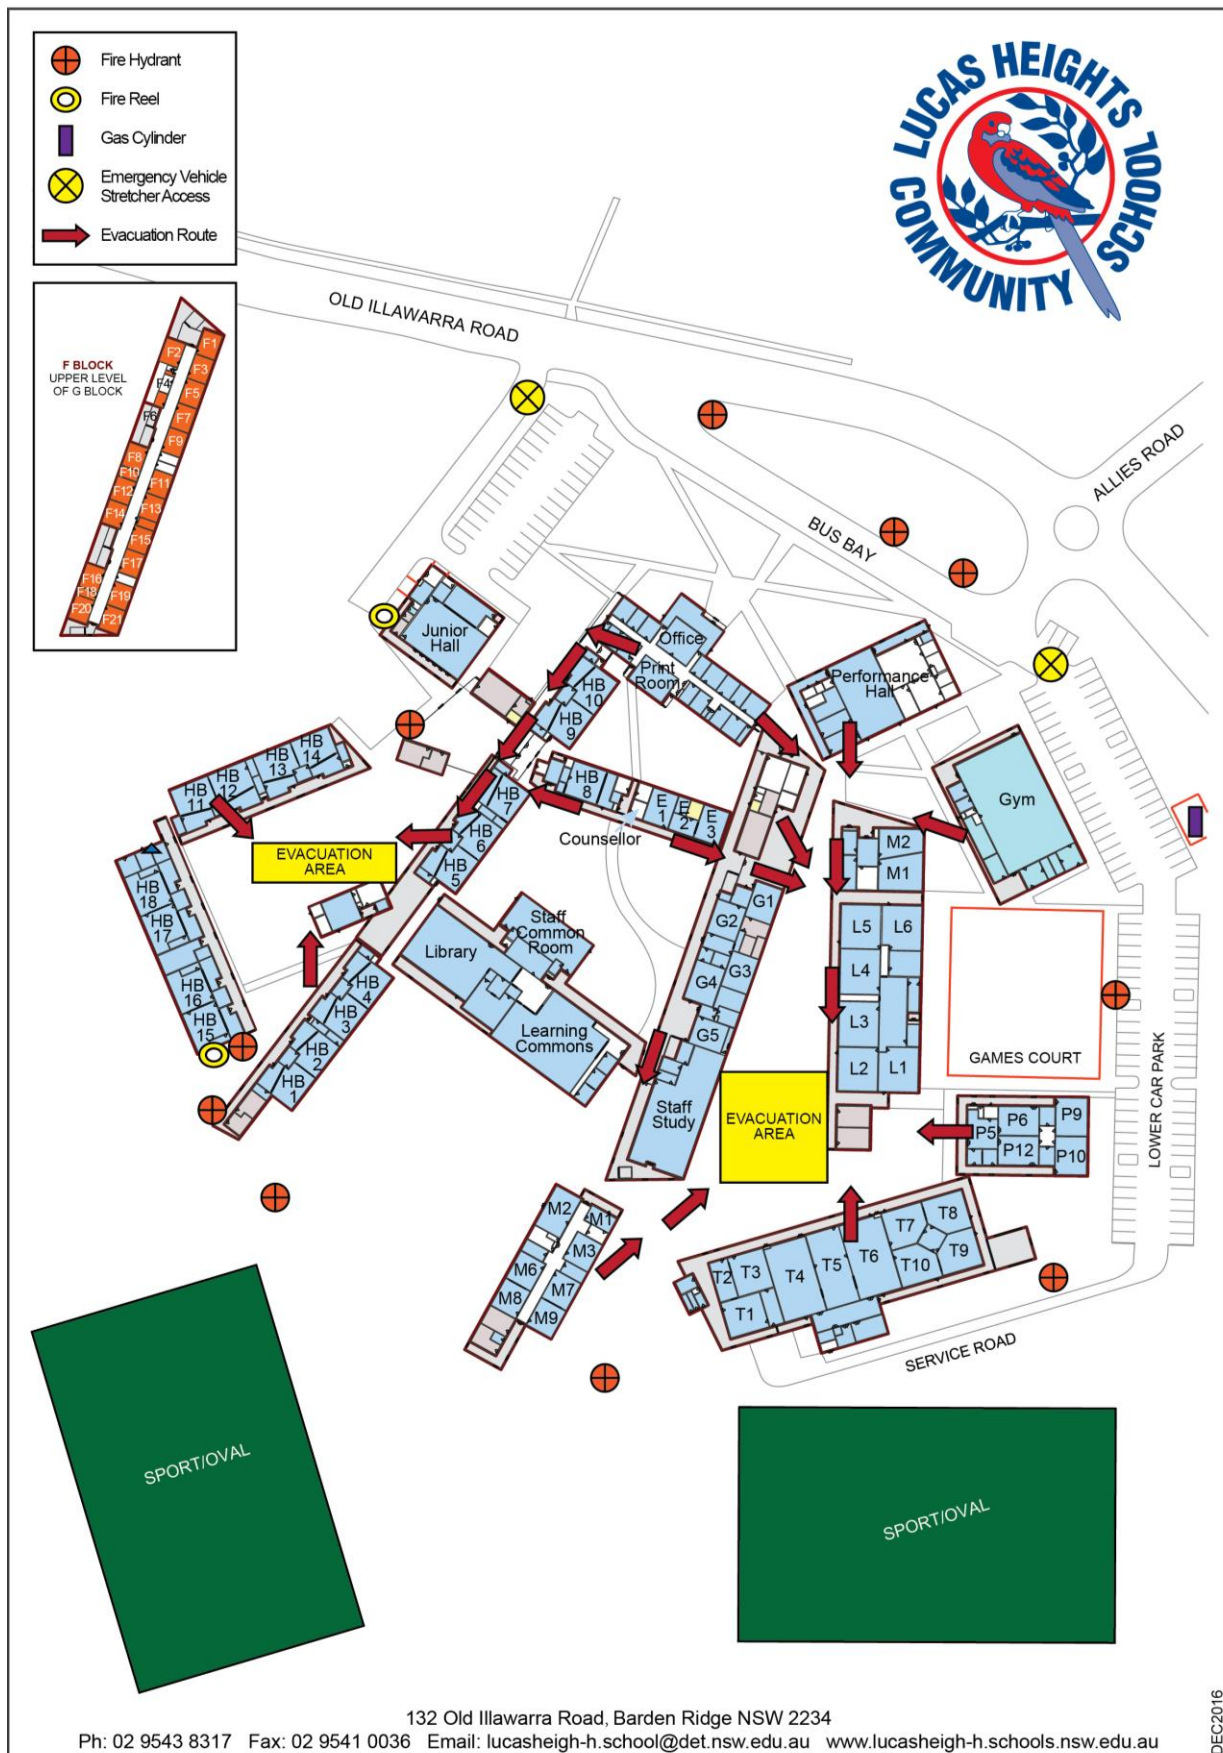 Fire Hydrant
Fire Reel
Gas Cylinder
Emergency Vehicle
Stretcher Access
Evacuation Route
LUCAS HEIGHTS
COMMUNITY SCHOOL
F BLOCK
UPPER LEVEL
OF G BLOCK
F1
F2
F3
F4
F5
F6
F7
F8
F9
F10
F11
F12
F13
F14
F15
F16
F17
F18
F19
F20
F21
OLD ILLAWARRA ROAD
ALLIES ROAD
BUS BAY
Junior
Hall
Office
Print
Room
Performance
Hall
HB
10
HB
9
HB
14
HB
13
HB
12
HB
11
HB
8
HB
7
HB
6
HB
5
E
1
E
2
E
3
Counsellor
Gym
M2
M1
EVACUATION
AREA
HB
18
HB
17
HB
16
HB
15
Staff
Common
Room
Library
Learning
Commons
HB
4
HB
3
HB
2
HB
1
G1
G2
G3
G4
G5
Staff
Study
L5
L6
L4
L3
L2
L1
GAMES COURT
LOWER CAR PARK
EVACUATION
AREA
P5
P6
P9
P12
P10
M2
M1
M3
M6
M7
M8
M9
T8
T7
T9
T6
T10
T5
T4
T3
T2
T1
SERVICE ROAD
SPORT/OVAL
SPORT/OVAL
132 Old Illawarra Road, Barden Ridge NSW 2234
Ph: 02 9543 8317 Fax: 02 9541 0036 Email: lucasheigh-h.school@det.nsw.edu.au www.lucasheigh-h.schools.nsw.edu.au
DEC2016